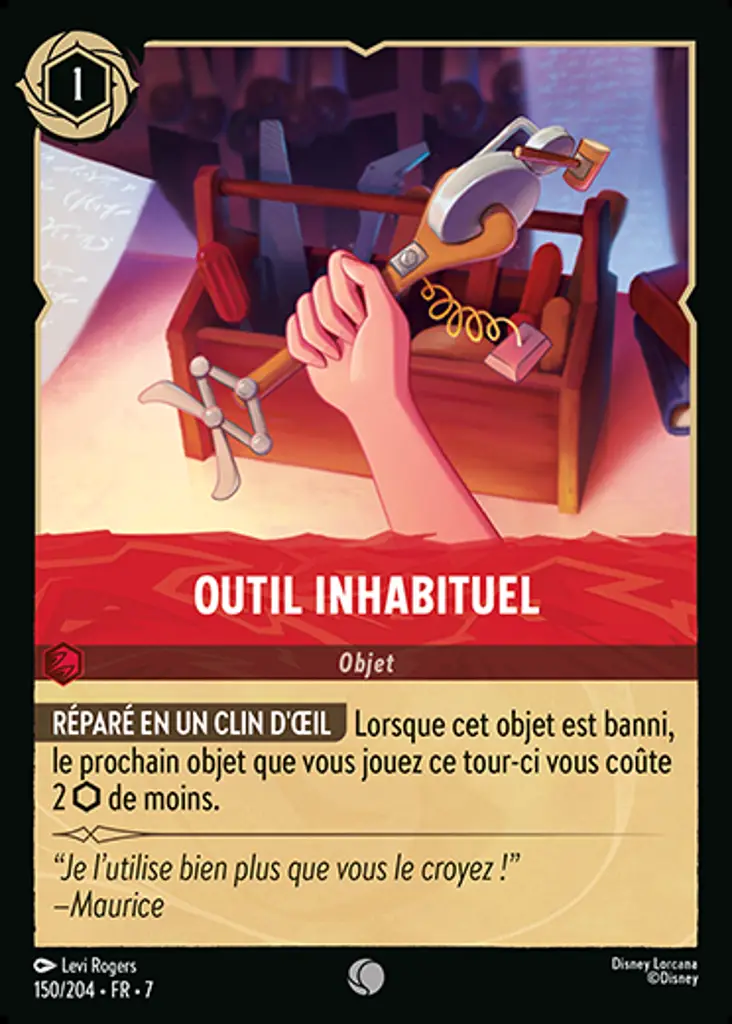 1
OUTIL INHABITUEL
Objet
RÉPARÉ EN UN CLIN D'ŒIL Lorsque cet objet est banni,
le prochain objet que vous jouez ce tour-ci vous coûte
2 ⬡ de moins.
“Je l’utilise bien plus que vous le croyez !”
–Maurice
Levi Rogers
150/204 • FR • 7
Disney Lorcana
©Disney